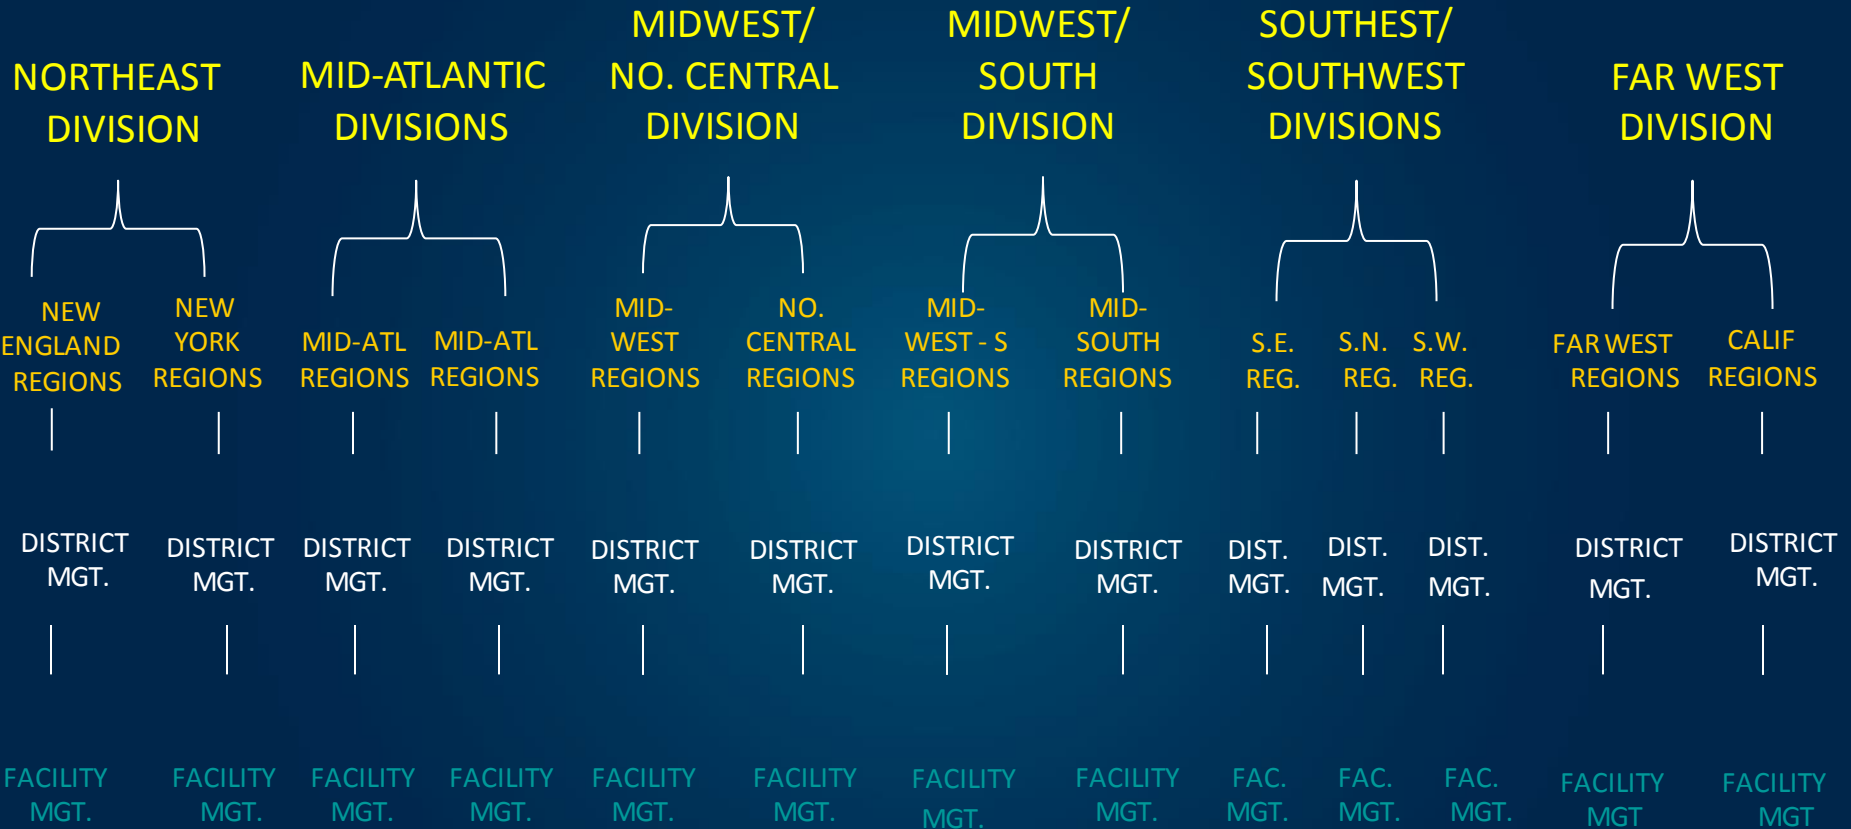 NORTHEAST
DIVISION
MID-ATLANTIC
DIVISIONS
MIDWEST/
NO. CENTRAL
DIVISION
MIDWEST/
SOUTH
DIVISION
SOUTHEST/
SOUTHWEST
DIVISIONS
FAR WEST
DIVISION
NEW
ENGLAND
REGIONS
NEW
YORK
REGIONS
MID-ATL
REGIONS
MID-ATL
REGIONS
MID-
WEST
REGIONS
NO.
CENTRAL
REGIONS
MID-
WEST - S
REGIONS
MID-
SOUTH
REGIONS
S.E.
REG.
S.N.
REG.
S.W.
REG.
FAR WEST
REGIONS
CALIF
REGIONS
DISTRICT
MGT.
DISTRICT
MGT.
DISTRICT
MGT.
DISTRICT
MGT.
DISTRICT
MGT.
DISTRICT
MGT.
DISTRICT
MGT.
DISTRICT
MGT.
DIST.
MGT.
DIST.
MGT.
DIST.
MGT.
DISTRICT
MGT.
DISTRICT
MGT.
FACILITY
MGT.
FACILITY
MGT.
FACILITY
MGT.
FACILITY
MGT.
FACILITY
MGT.
FACILITY
MGT.
FACILITY
MGT.
FACILITY
MGT.
FAC.
MGT.
FAC.
MGT.
FAC.
MGT.
FACILITY
MGT
FACILITY
MGT